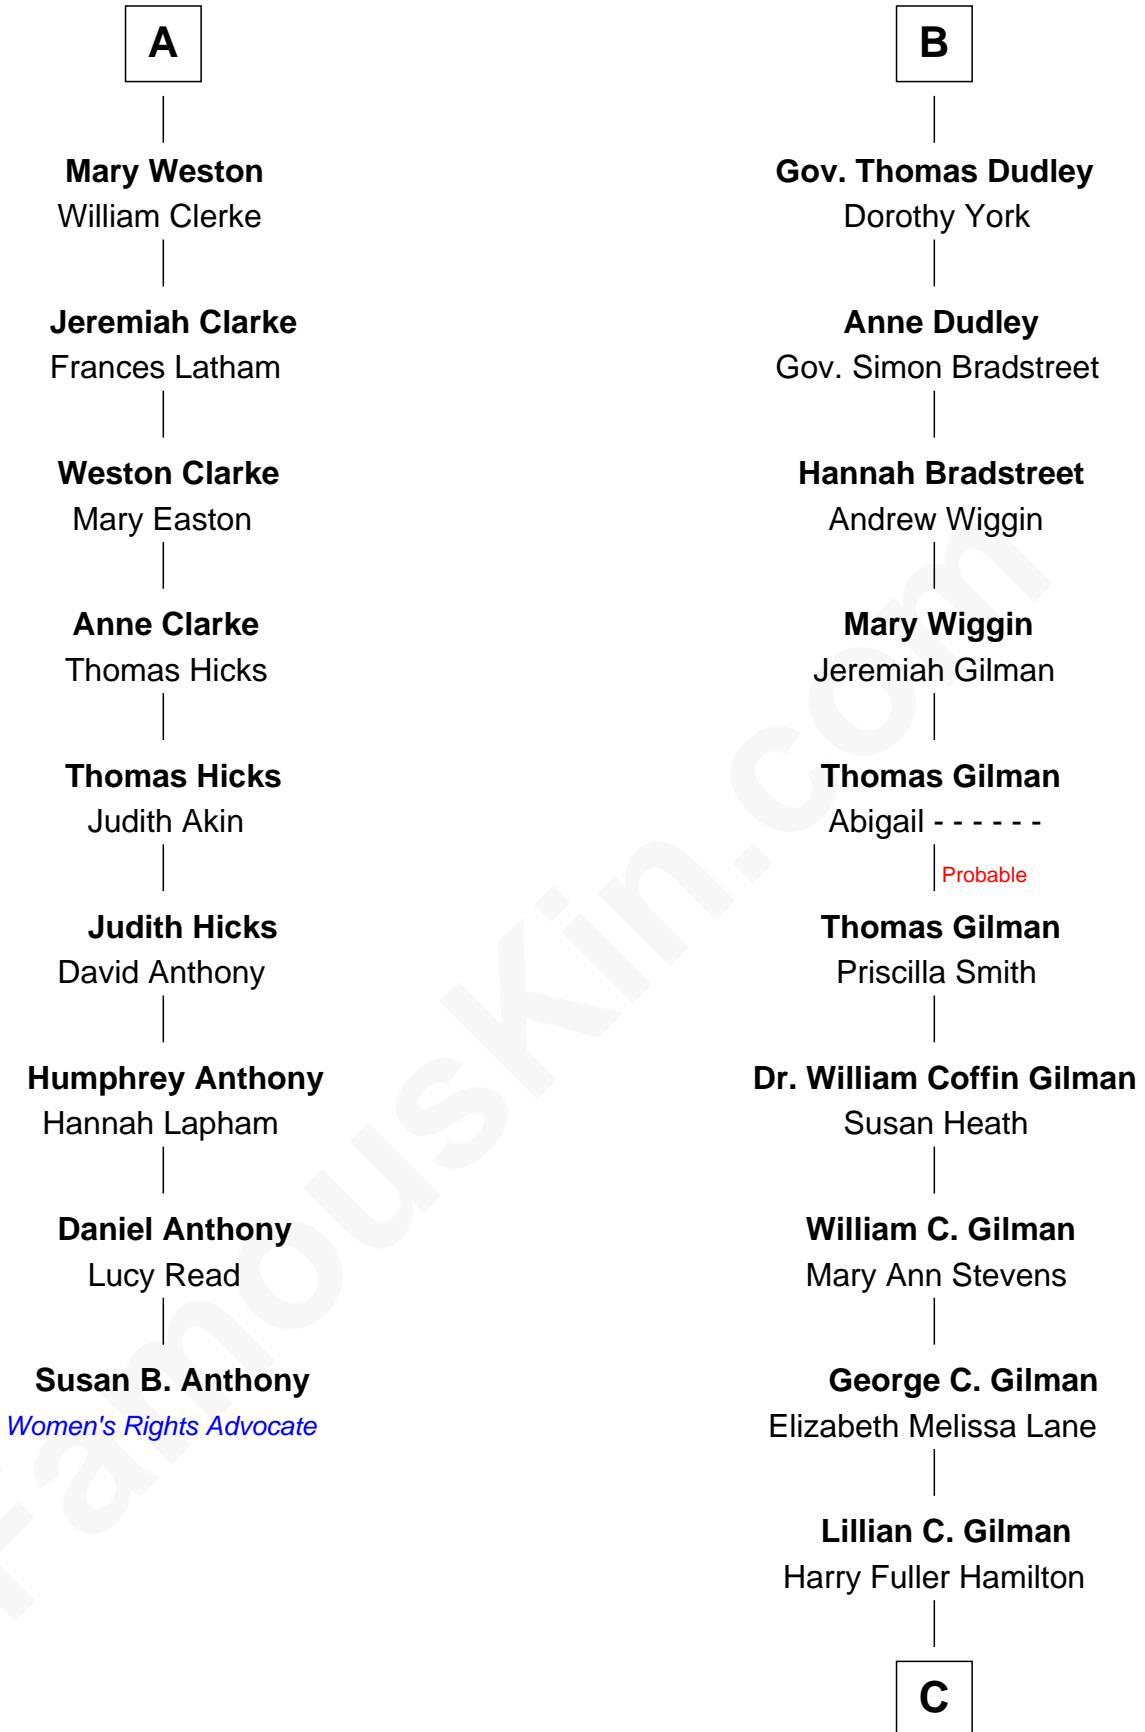 A
Mary Weston
William Clerke
Jeremiah Clarke
Frances Latham
Weston Clarke
Mary Easton
Anne Clarke
Thomas Hicks
Thomas Hicks
Judith Akin
Judith Hicks
David Anthony
Humphrey Anthony
Hannah Lapham
Daniel Anthony
Lucy Read
Susan B. Anthony
Women's Rights Advocate
B
Gov. Thomas Dudley
Dorothy York
Anne Dudley
Gov. Simon Bradstreet
Hannah Bradstreet
Andrew Wiggin
Mary Wiggin
Jeremiah Gilman
Thomas Gilman
Abigail - - - - - -
Probable
Thomas Gilman
Priscilla Smith
Dr. William Coffin Gilman
Susan Heath
William C. Gilman
Mary Ann Stevens
George C. Gilman
Elizabeth Melissa Lane
Lillian C. Gilman
Harry Fuller Hamilton
C
FamousKin.com